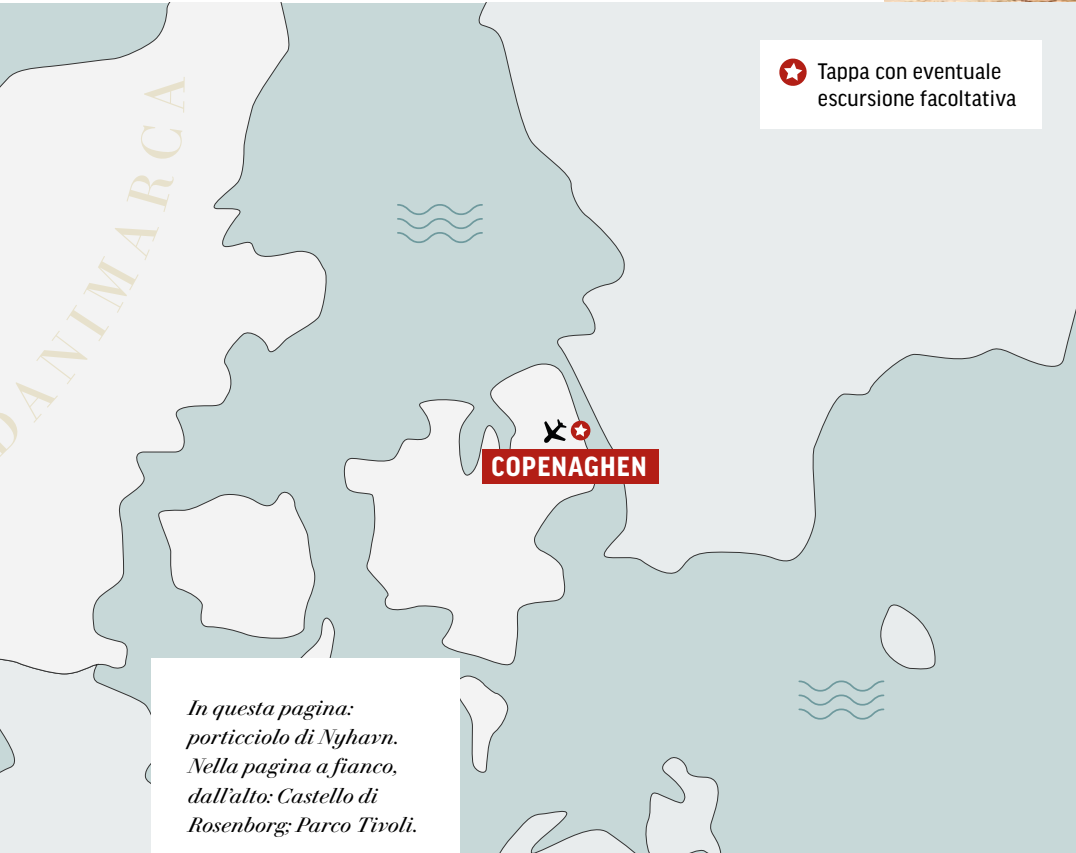 Tappa con eventuale
escursione facoltativa
DANIMARCA
COPENAGHEN
In questa pagina:
porticciolo di Nyhavn.
Nella pagina a fianco,
dall'alto: Castello di
Rosenborg; Parco Tivoli.